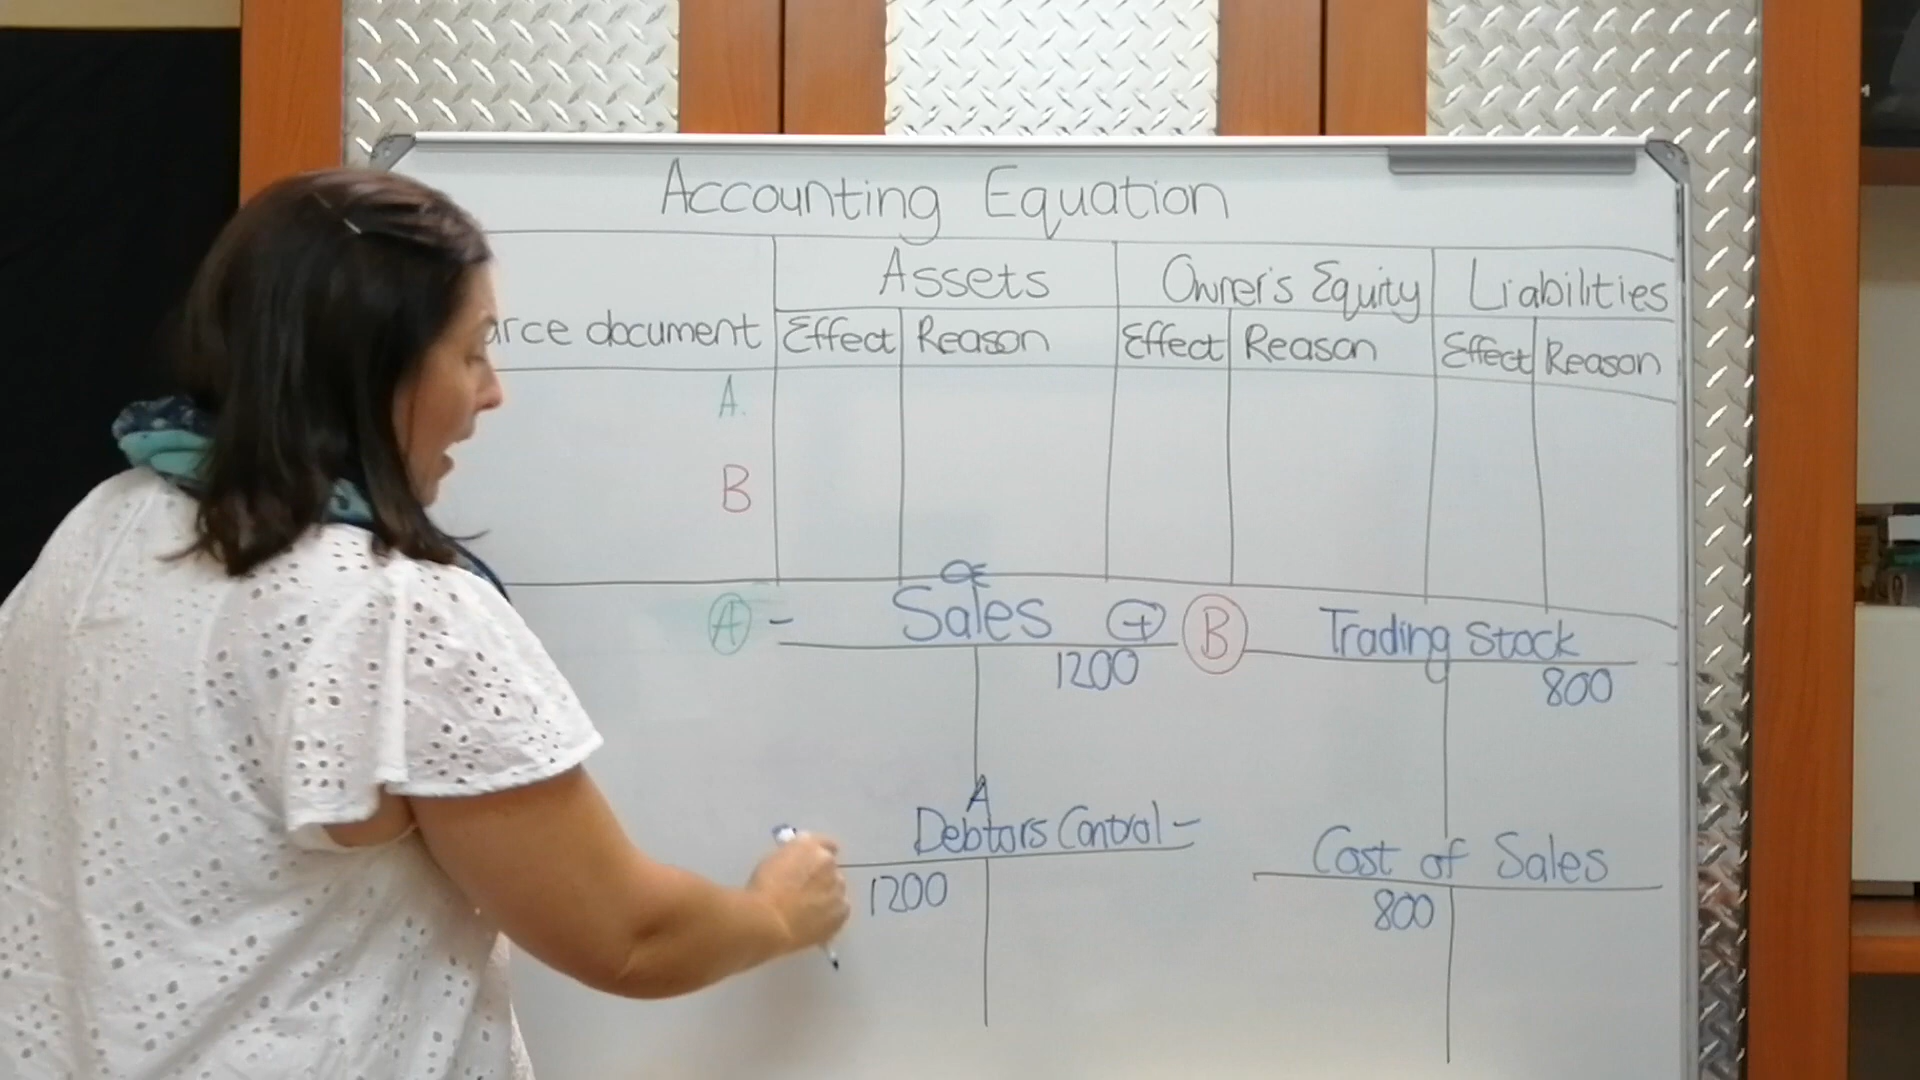 Accounting Equation
Assets Owner's Equity Liabilities
urce document Effect Reason Effect Reason Effect Reason
A.
B
OE
A - Sales + B Trading Stock
1200 800
A
Debtors Control -
Cost of Sales
1200
800